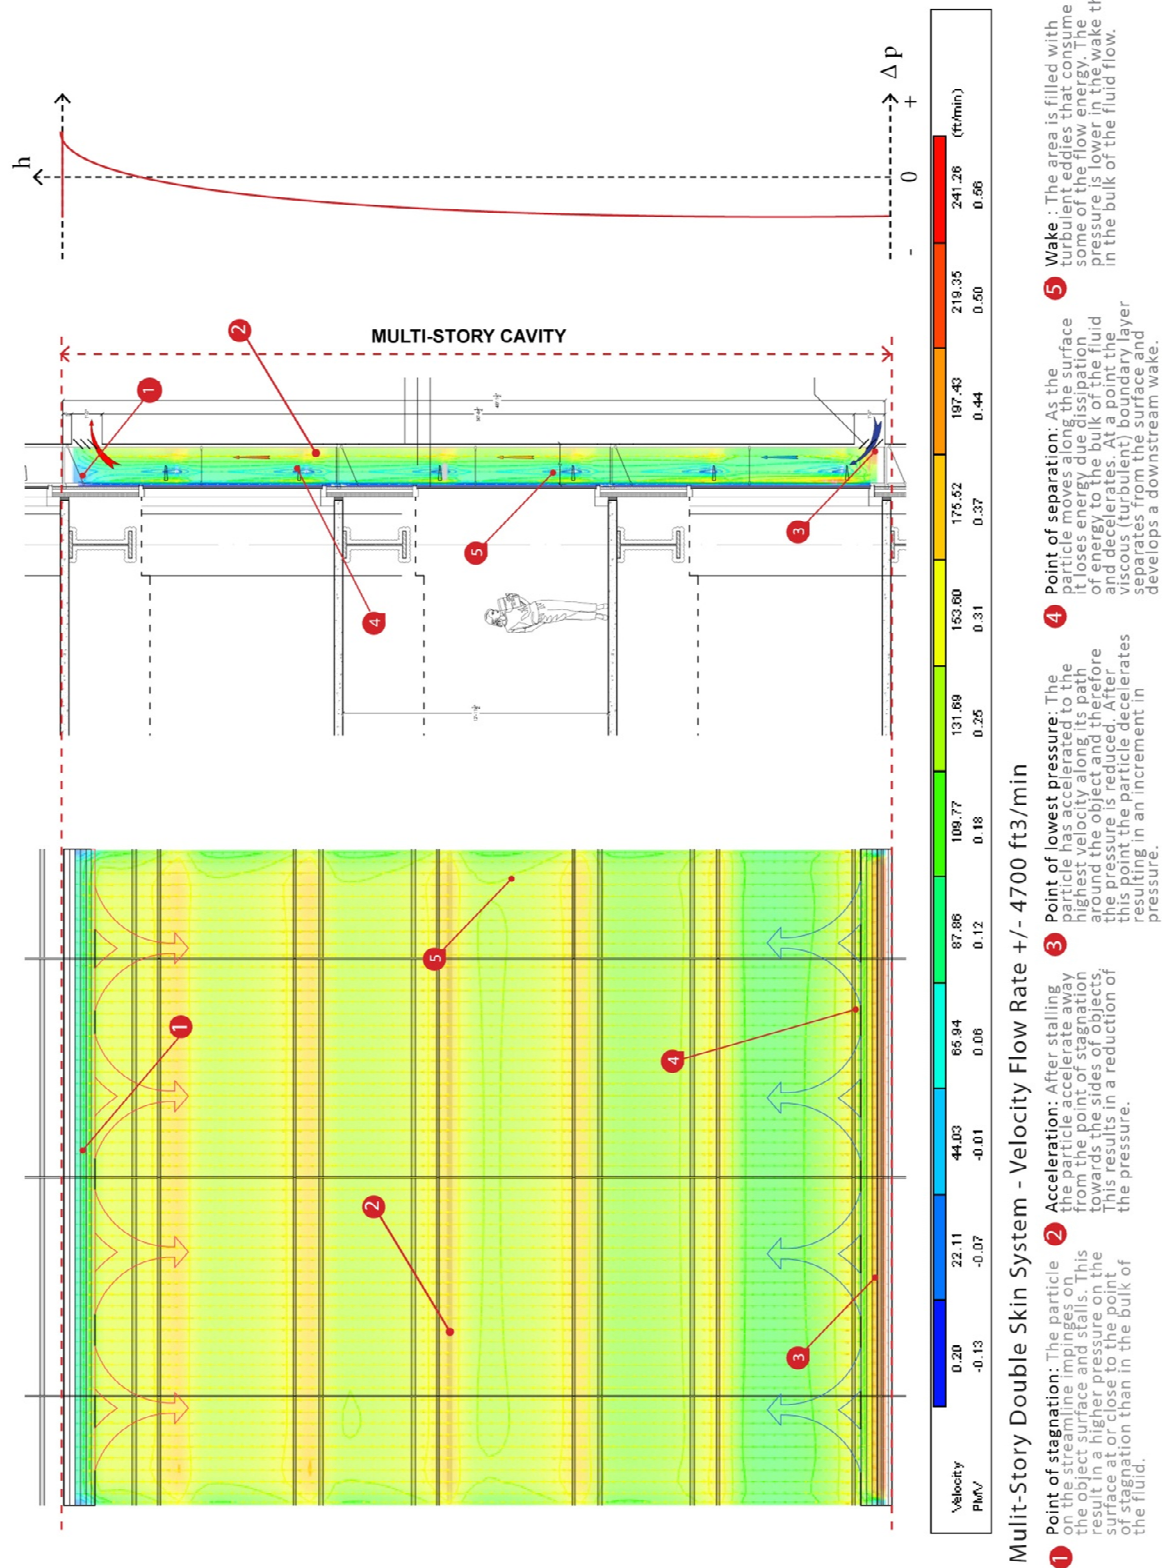 h
Δ p
+
0
-
MULTI-STORY CAVITY
1
2
3
4
5
1
2
3
4
5
Velocity 0.20 22.11 44.03 65.94 87.86 109.77 131.69 153.60 175.52 197.43 219.35 241.26 (ft/min)
PMV -0.13 -0.07 -0.01 0.06 0.12 0.18 0.25 0.31 0.37 0.44 0.50 0.56
Mulit-Story Double Skin System - Velocity Flow Rate +/- 4700 ft3/min
1 Point of stagnation: The particle
on the streamline impinges on
the object surface and stalls. This
result in a higher pressure on the
surface at or close to the point
of stagnation than in the bulk of
the fluid.
2 Acceleration: After stalling
the particle accelerate away
from the point of stagnation
towards the sides of objects.
This results in a reduction of
the pressure.
3 Point of lowest pressure: The
particle has accelerated to the
highest velocity along its path
around the object and therefore
the pressure is reduced. After
this point the particle decelerates
resulting in an increment in
pressure.
4 Point of separation: As the
particle moves along the surface
it loses energy due dissipation
of energy to the bulk of the fluid
and decelerates. At a point the
viscous (turbulent) boundary layer
separates from the surface and
develops a downstream wake.
5 Wake : The area is filled with
turbulent eddies that consume
some of the flow energy. The
pressure is lower in the wake th
in the bulk of the fluid flow.